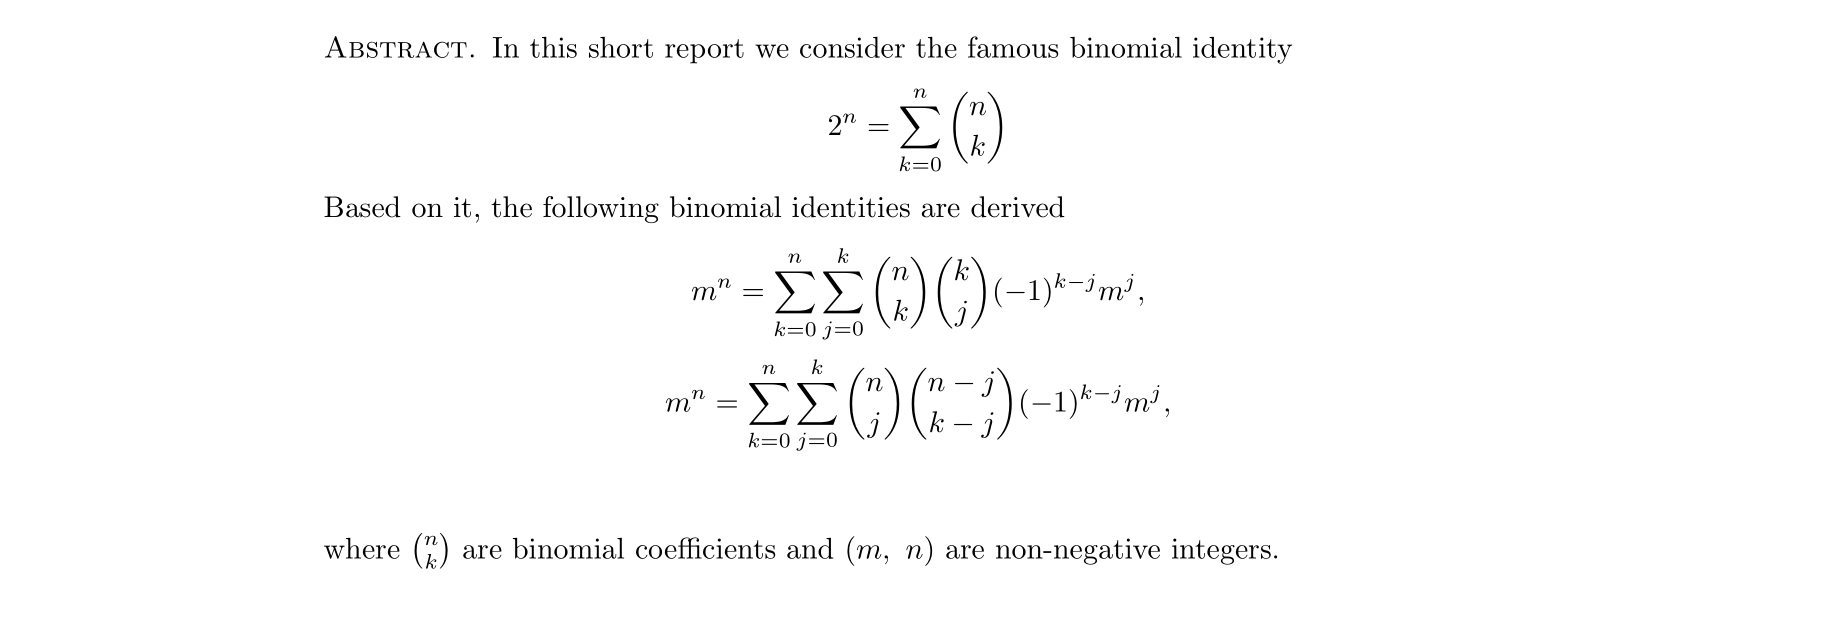 ABSTRACT. In this short report we consider the famous binomial identity
$$2^n = \sum_{k=0}^{n} \binom{n}{k}$$
Based on it, the following binomial identities are derived
$$m^n = \sum_{k=0}^{n} \sum_{j=0}^{k} \binom{n}{k} \binom{k}{j} (-1)^{k-j} m^j,$$
$$m^n = \sum_{k=0}^{n} \sum_{j=0}^{k} \binom{n}{j} \binom{n-j}{k-j} (-1)^{k-j} m^j,$$
where $\binom{n}{k}$ are binomial coefficients and $(m,\ n)$ are non-negative integers.